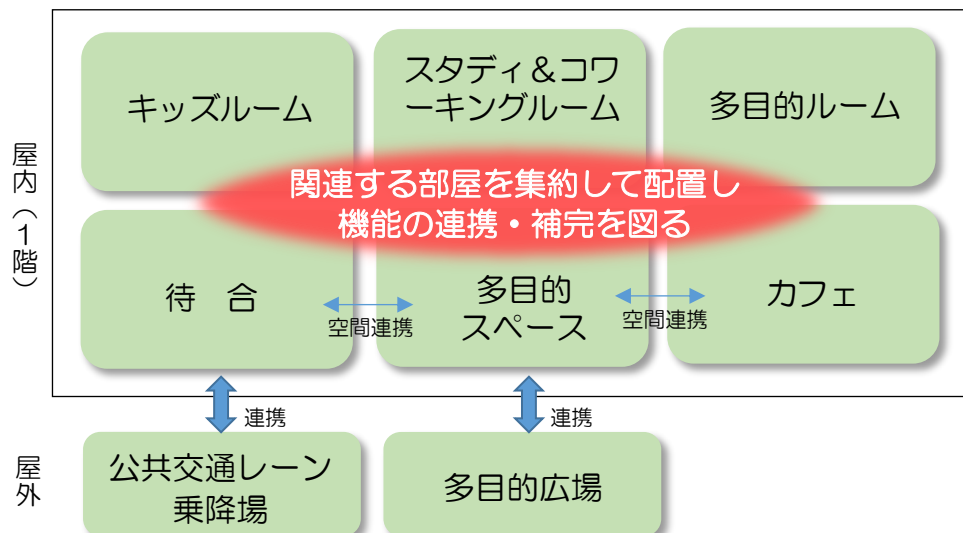 屋内（1階）
キッズルーム
スタディ＆コワ
ーキングルーム
多目的ルーム
関連する部屋を集約して配置し
機能の連携・補完を図る
待　合
空間連携
多目的
スペース
空間連携
カフェ
連携
連携
屋外
公共交通レーン
乗降場
多目的広場